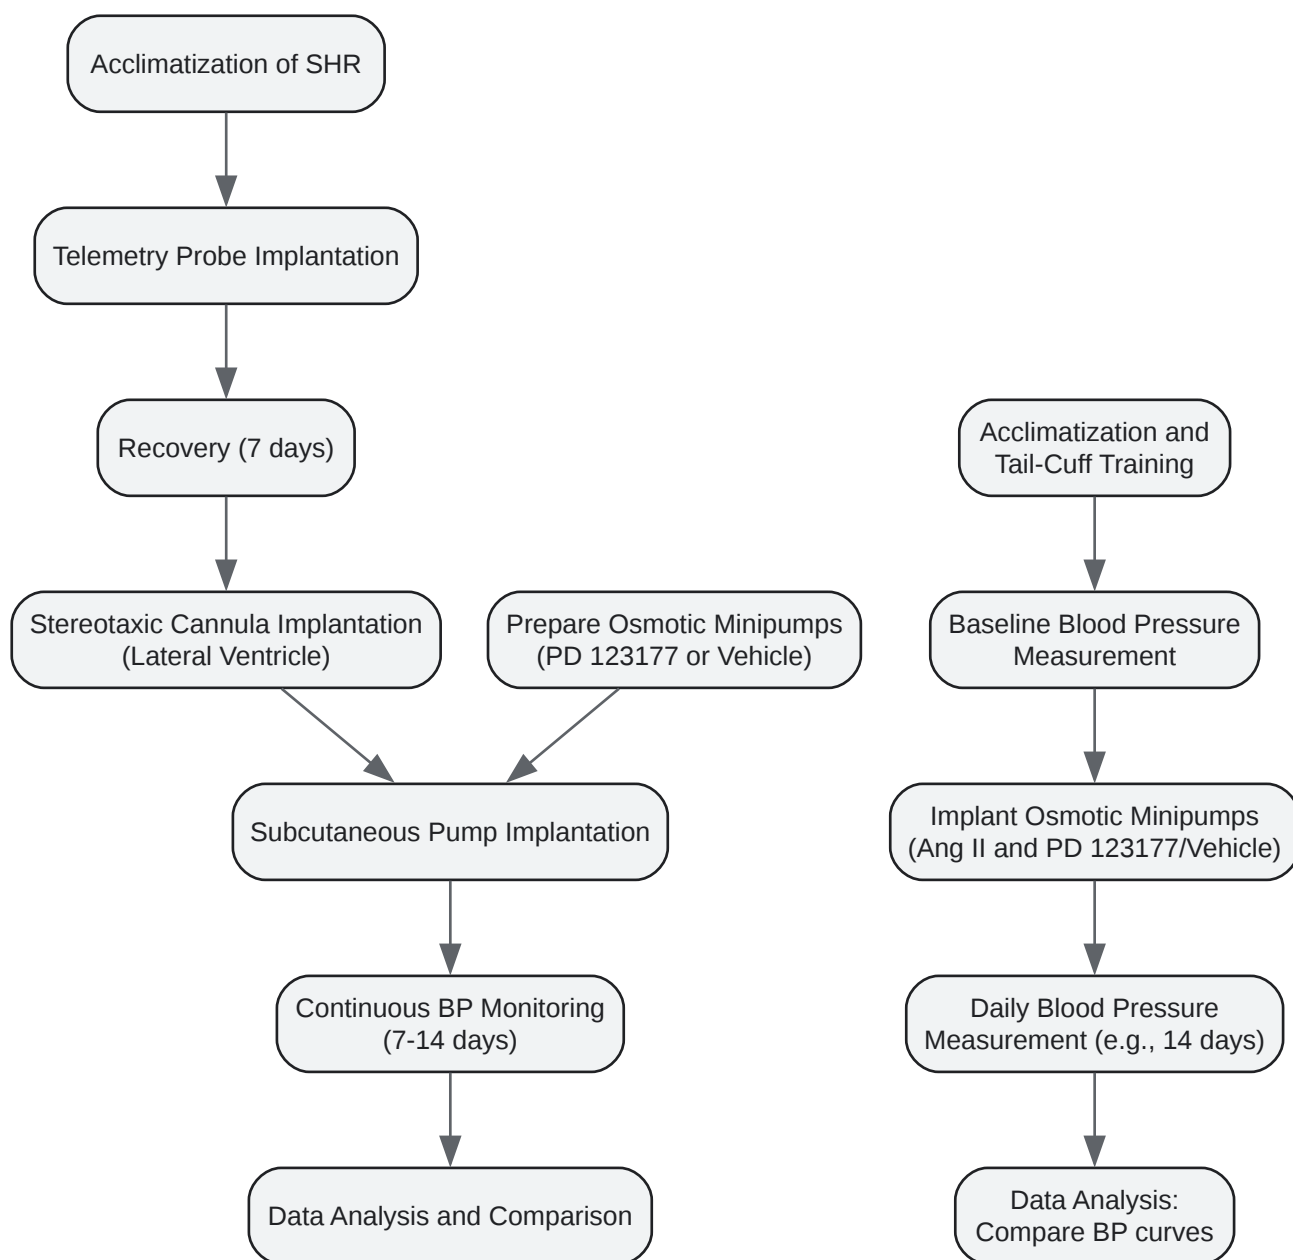 Acclimatization of SHR
Telemetry Probe Implantation
Recovery (7 days)
Stereotaxic Cannula Implantation
(Lateral Ventricle)
Prepare Osmotic Minipumps
(PD 123177 or Vehicle)
Subcutaneous Pump Implantation
Continuous BP Monitoring
(7-14 days)
Data Analysis and Comparison
Acclimatization and
Tail-Cuff Training
Baseline Blood Pressure
Measurement
Implant Osmotic Minipumps
(Ang II and PD 123177/Vehicle)
Daily Blood Pressure
Measurement (e.g., 14 days)
Data Analysis:
Compare BP curves